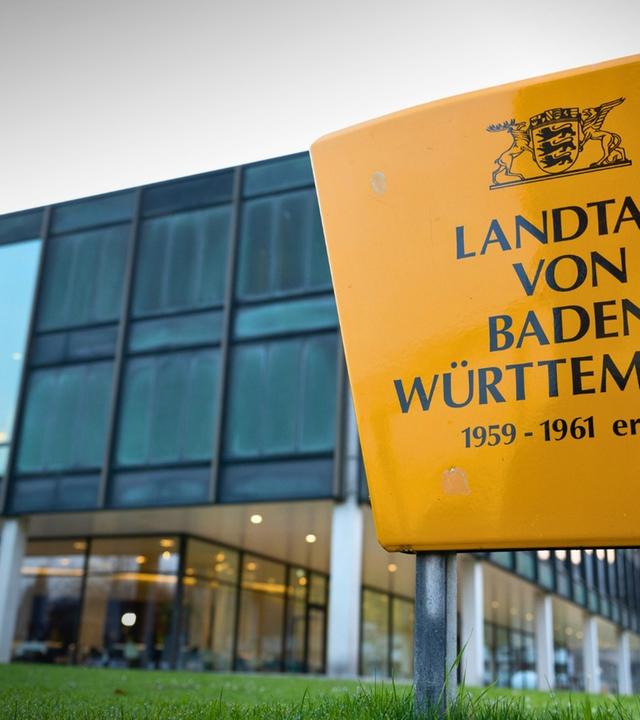 LANDTA
VON
BADEN
WÜRTTEM
1959 - 1961 er